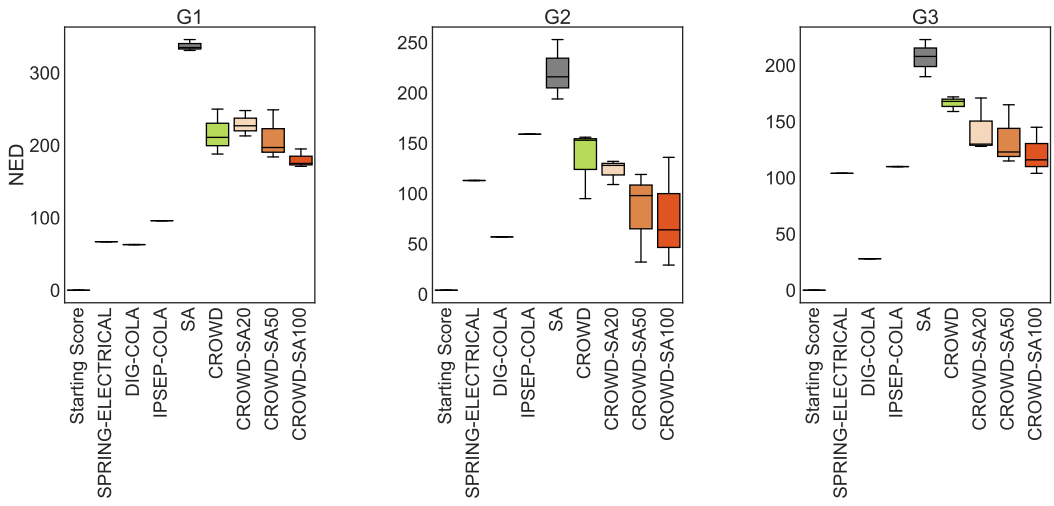 G1
NED
300
200
100
0
Starting Score
SPRING-ELECTRICAL
DIG-COLA
IPSEP-COLA
SA
CROWD
CROWD-SA20
CROWD-SA50
CROWD-SA100
G2
250
200
150
100
50
0
Starting Score
SPRING-ELECTRICAL
DIG-COLA
IPSEP-COLA
SA
CROWD
CROWD-SA20
CROWD-SA50
CROWD-SA100
G3
200
150
100
50
0
Starting Score
SPRING-ELECTRICAL
DIG-COLA
IPSEP-COLA
SA
CROWD
CROWD-SA20
CROWD-SA50
CROWD-SA100